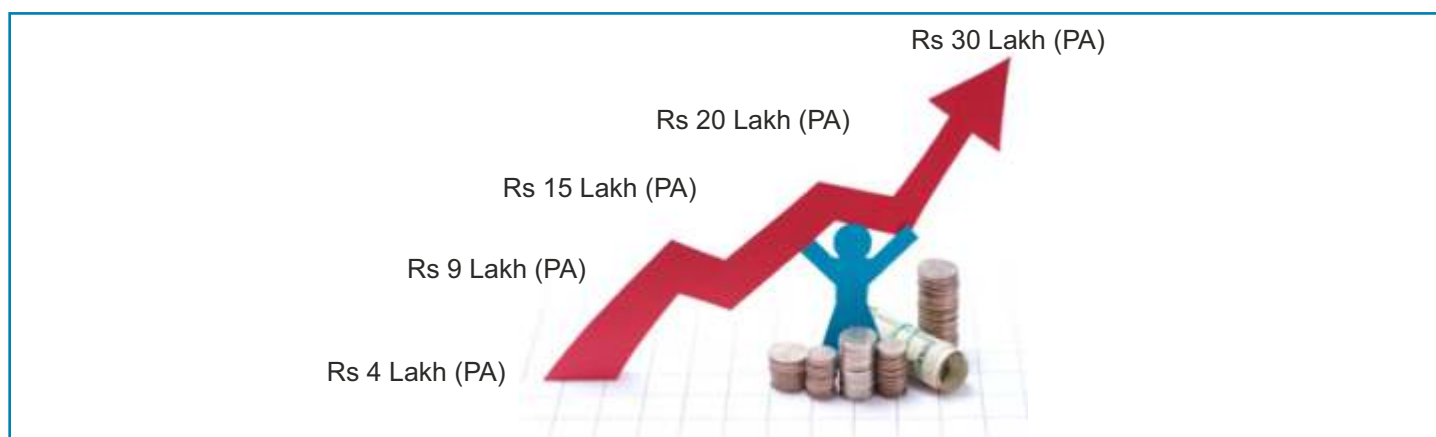 Rs 30 Lakh (PA)
Rs 20 Lakh (PA)
Rs 15 Lakh (PA)
Rs 9 Lakh (PA)
Rs 4 Lakh (PA)